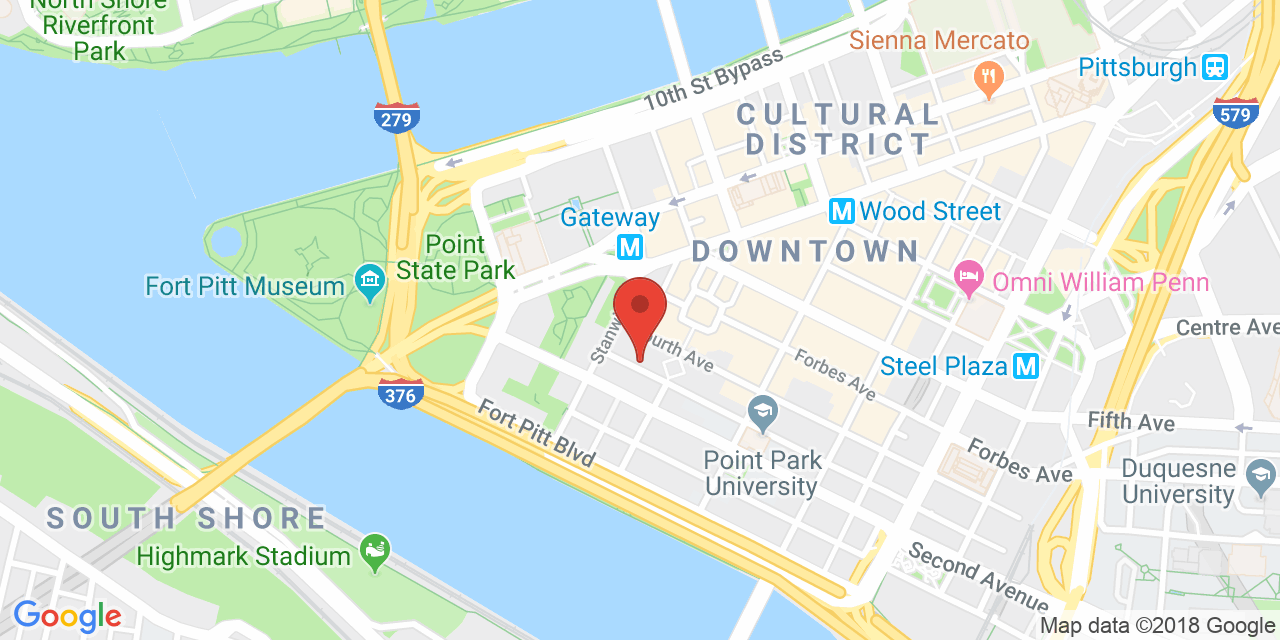 North Shore
Riverfront
Park
Sienna Mercato
Pittsburgh
10th St Bypass
279
579
CULTURAL
DISTRICT
Gateway
M
M Wood Street
Point
State Park
DOWNTOWN
Fort Pitt Museum
Omni William Penn
Centre Ave
Forbes Ave
Steel Plaza M
376
Fort Pitt Blvd
Fifth Ave
Forbes Ave
Point Park
University
Duquesne
University
SOUTH SHORE
Highmark Stadium
Second Avenue
Google
Map data ©2018 Google